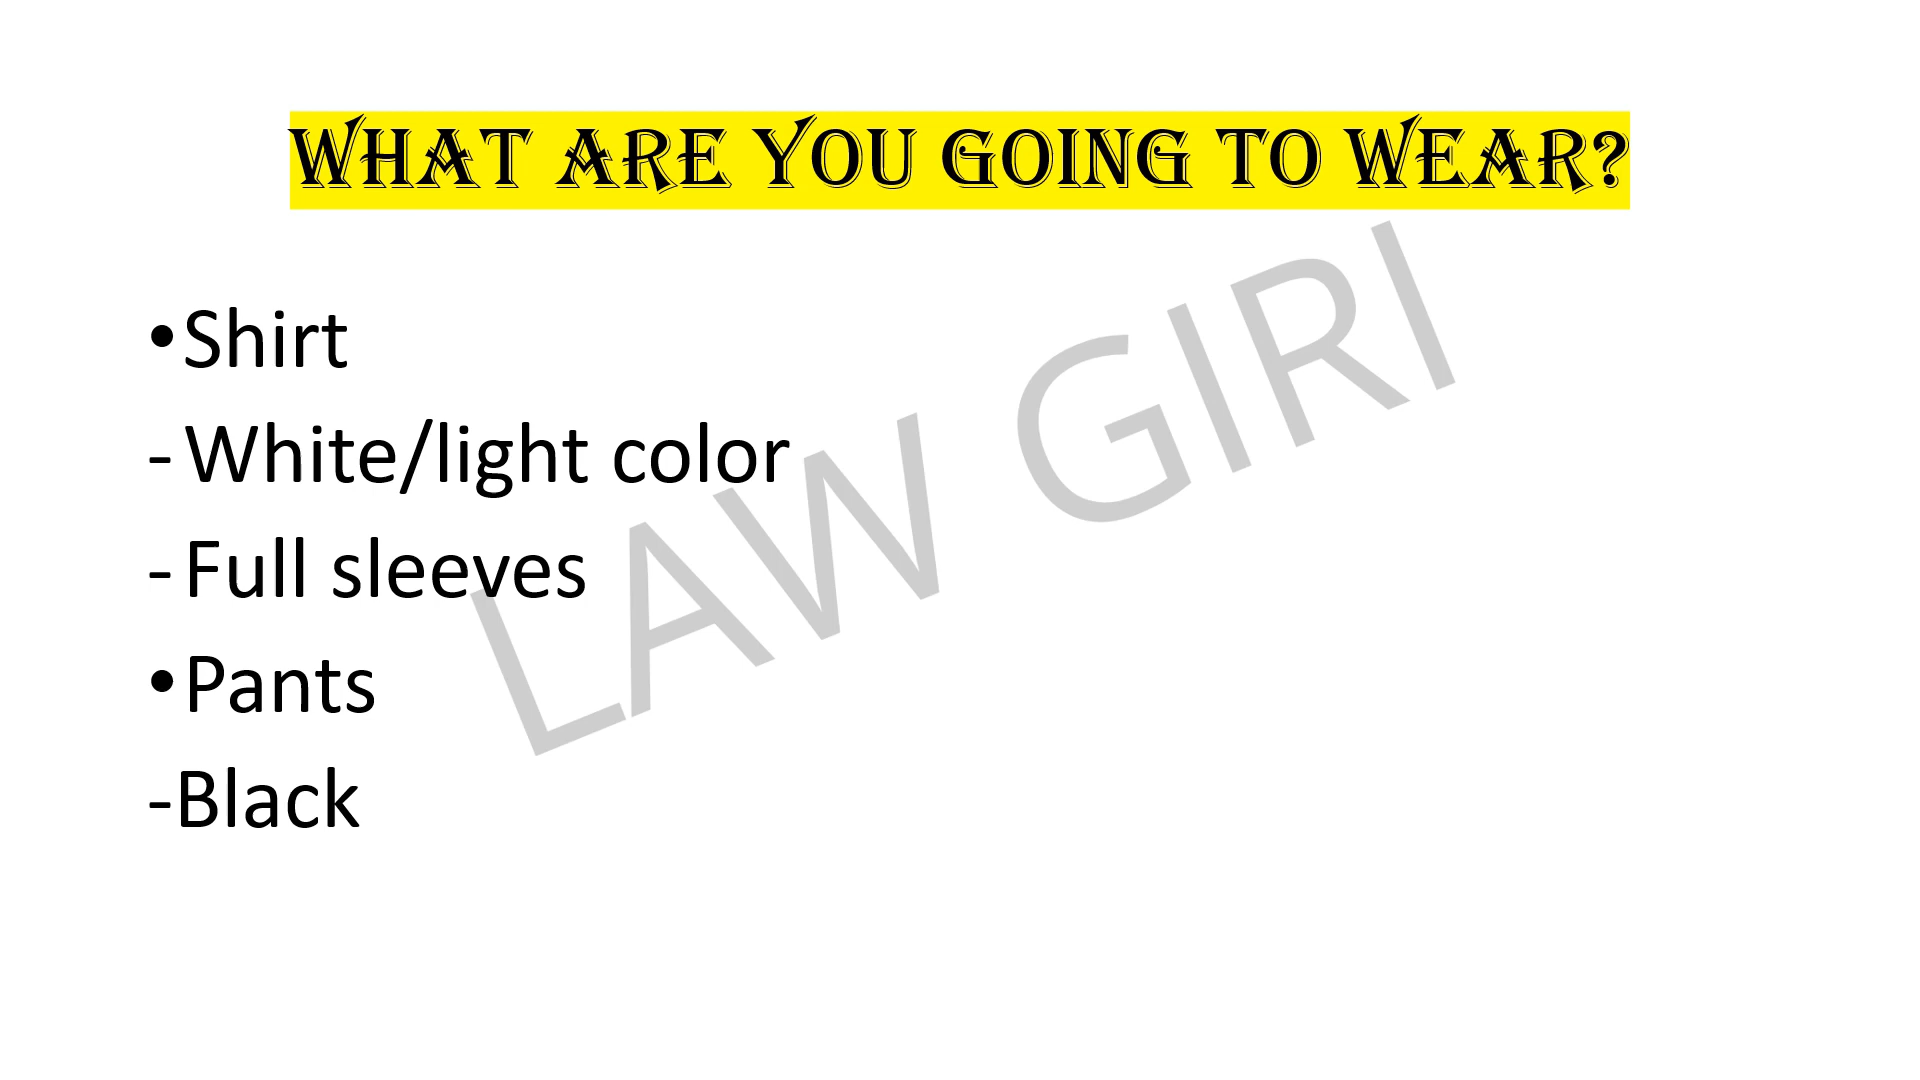 WHAT ARE YOU GOING TO WEAR?
•Shirt
- White/light color
- Full sleeves
•Pants
-Black
LAW GIRI